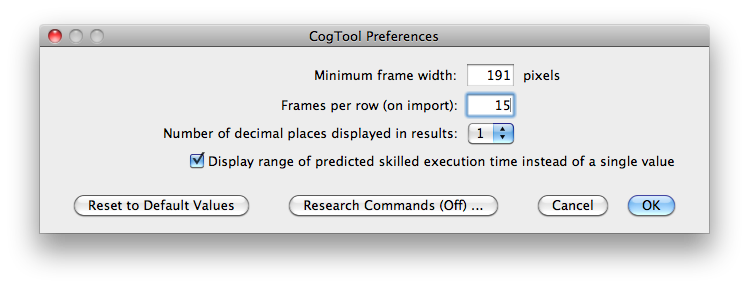 CogTool Preferences
Minimum frame width: 191 pixels
Frames per row (on import): 15
Number of decimal places displayed in results: 1
Display range of predicted skilled execution time instead of a single value
Reset to Default Values Research Commands (Off) ... Cancel OK